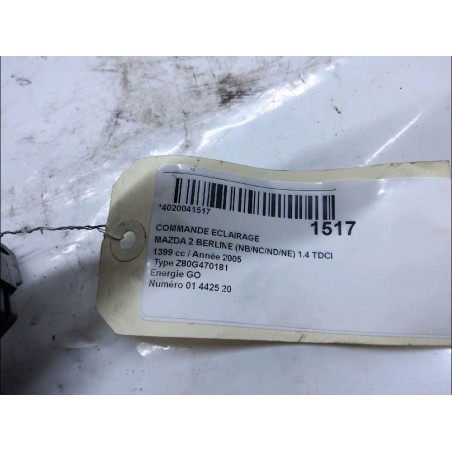 *4020041517
1517
COMMANDE ECLAIRAGE
MAZDA 2 BERLINE (NB/NC/ND/NE) 1.4 TDCI
1399 cc / Année 2005
Type Z80G470181
Energie GO
Numéro 01 4425 20